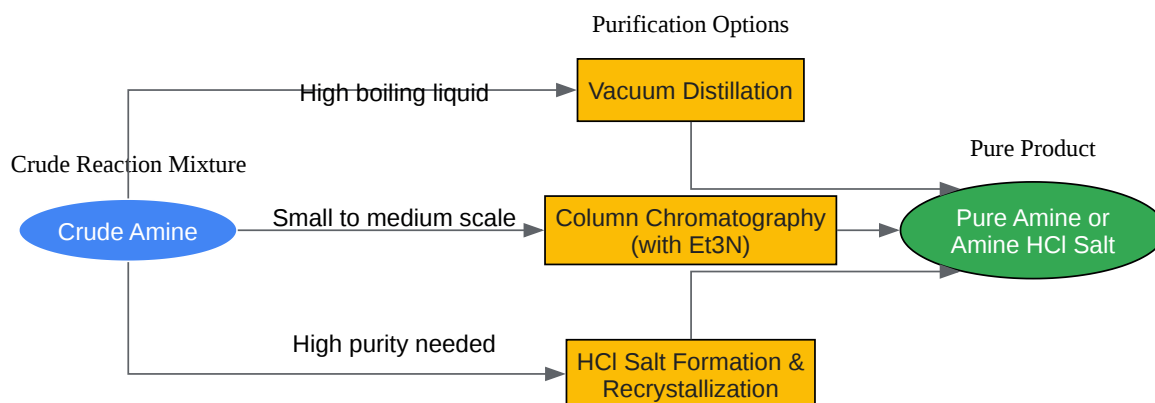 Purification Options
Vacuum Distillation
High boiling liquid
Crude Reaction Mixture
Pure Product
Crude Amine
Small to medium scale
Column Chromatography
(with Et3N)
Pure Amine or
Amine HCl Salt
High purity needed
HCl Salt Formation &
Recrystallization